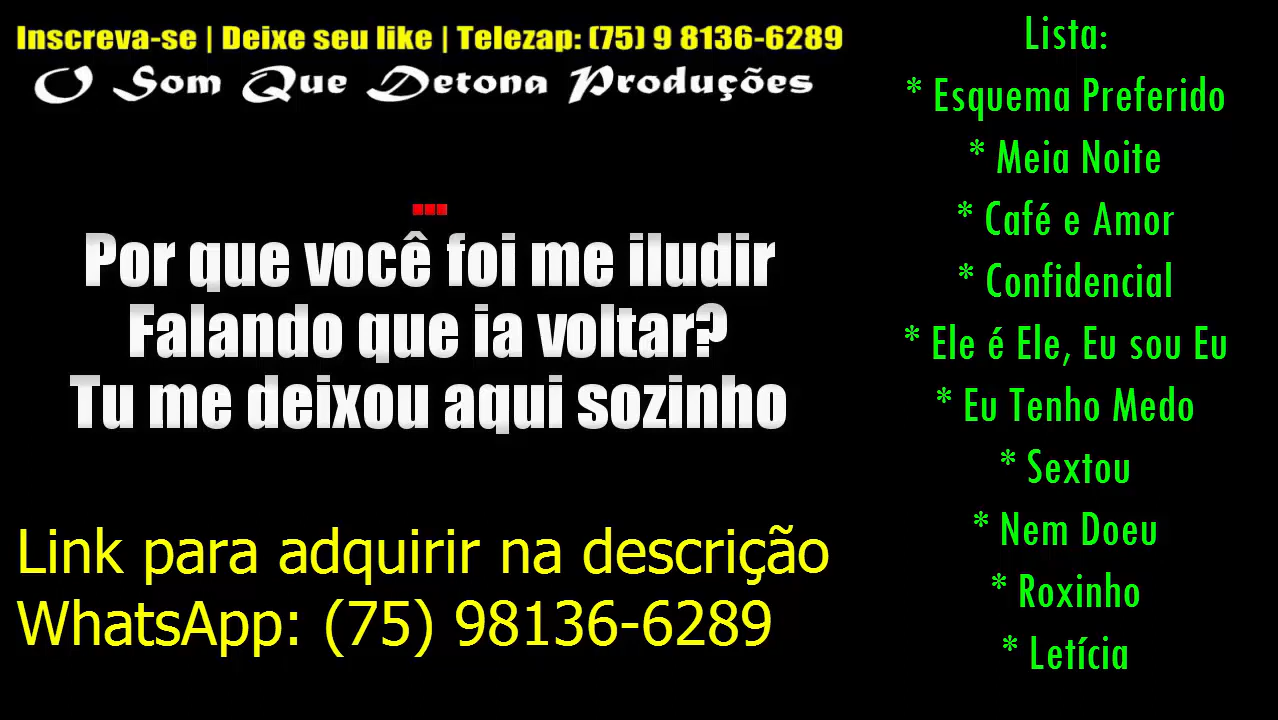 Inscreva-se | Deixe seu like | Telezap: (75) 9 8136-6289
O Som Que Detona Produções
...
Por que você foi me iludir
Falando que ia voltar?
Tu me deixou aqui sozinho
Link para adquirir na descrição
WhatsApp: (75) 98136-6289
Lista:
* Esquema Preferido
* Meia Noite
* Café e Amor
* Confidencial
* Ele é Ele, Eu sou Eu
* Eu Tenho Medo
* Sextou
* Nem Doeu
* Roxinho
* Letícia